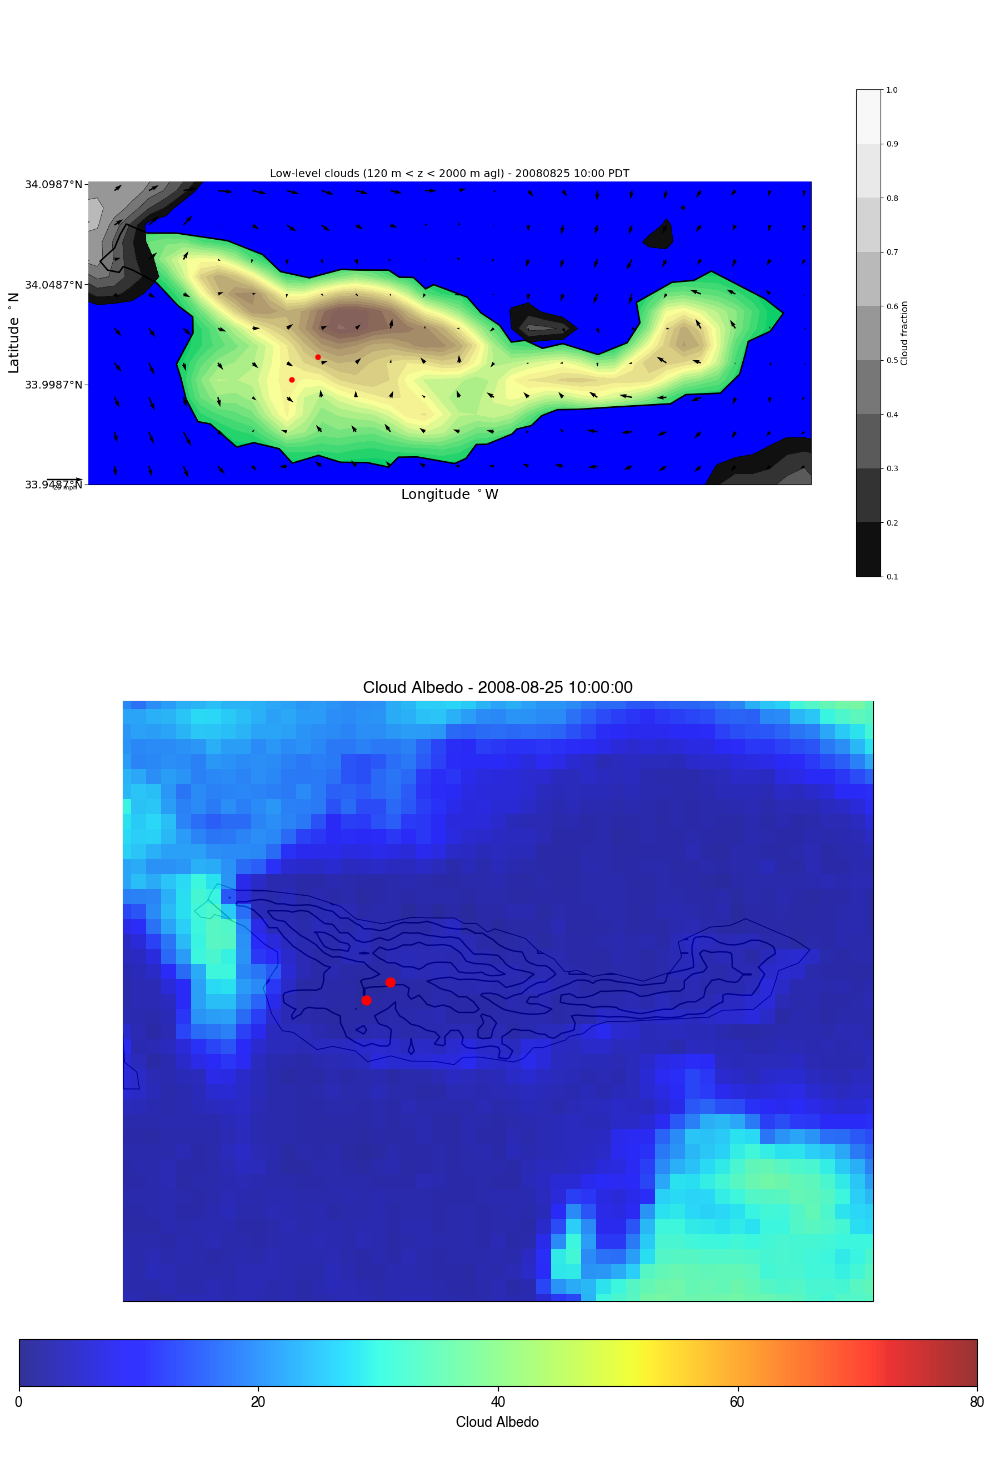 Low-level clouds (120 m < z < 2000 m agl) - 20080825 10:00 PDT
34.0987°N
34.0487°N
33.9987°N
33.9487°N
Latitude °N
Longitude °W
1.0
0.9
0.8
0.7
0.6
0.5
0.4
0.3
0.2
0.1
Cloud fraction
Cloud Albedo - 2008-08-25 10:00:00
0 20 40 60 80
Cloud Albedo